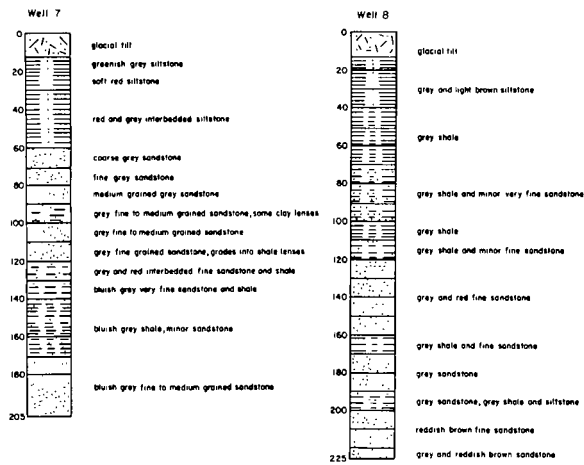 Well 7
0
20
40
60
80
100
120
140
160
180
205
glacial till
greenish grey siltstone
soft red siltstone
red and grey interbedded siltstone
coarse grey sandstone
fine grey sandstone
medium grained grey sandstone
grey fine to medium grained sandstone, some clay lenses
grey fine to medium grained sandstone
grey fine grained sandstone, grades into shale lenses
grey and red interbedded fine sandstone and shale
bluish grey very fine sandstone and shale
bluish grey shale, minor sandstone
bluish grey fine to medium grained sandstone
Well 8
0
20
40
60
80
100
120
140
160
180
200
225
glacial till
grey and light brown siltstone
grey shale
grey shale and minor very fine sandstone
grey shale
grey shale and minor fine sandstone
grey and red fine sandstone
grey shale and fine sandstone
grey sandstone
grey sandstone, grey shale and siltstone
reddish brown fine sandstone
grey and reddish brown sandstone